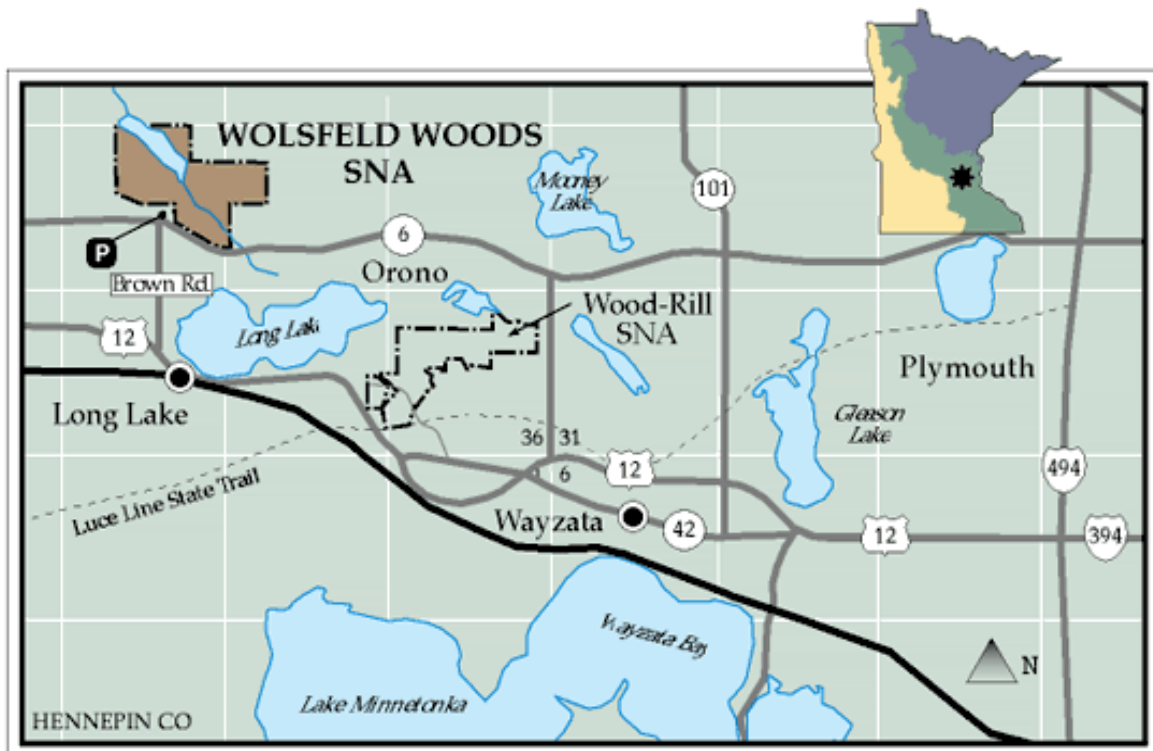 WOLSFELD WOODS
SNA
Mooney
Lake
101
6
P
Brown Rd.
Orono
Wood-Rill
SNA
12
Long Lake
Plymouth
Long Lake
Gleason
Lake
36 31
6
12
494
Luce Line State Trail
Wayzata
42
12
394
Wayzata Bay
Lake Minnetonka
N
HENNEPIN CO